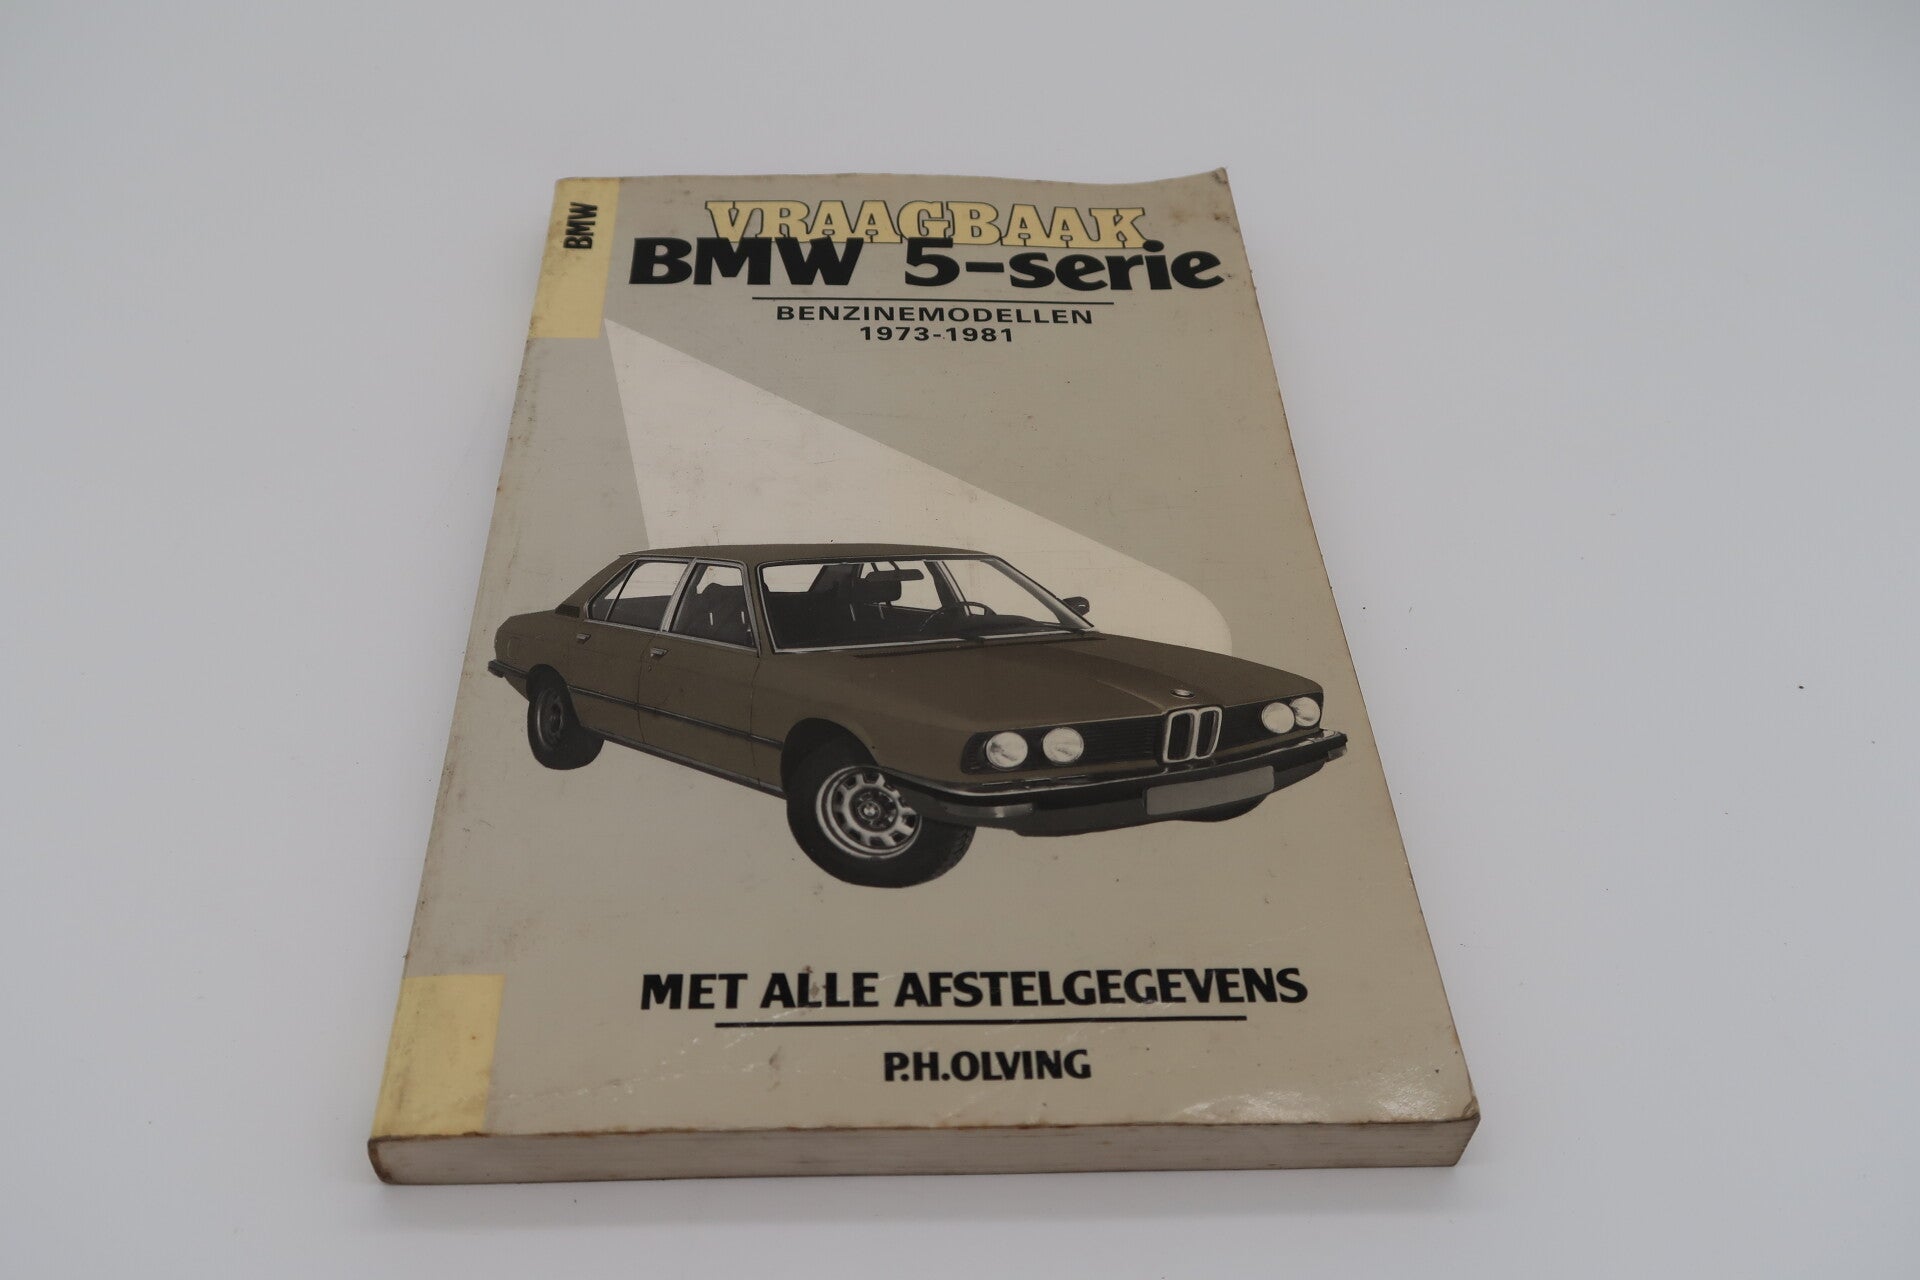 BMW
VRAAGBAAK
BMW 5-serie
BENZINEMODELLEN
1973-1981
MET ALLE AFSTELGEGEVENS
P.H.OLVING